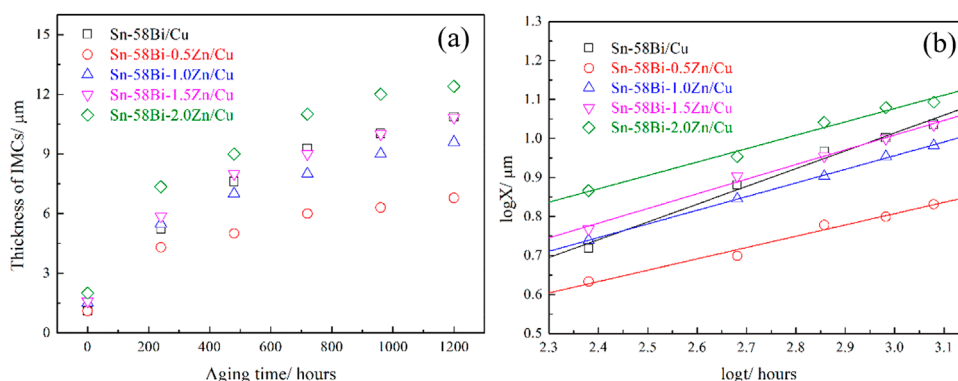 (a)
Sn-58Bi/Cu
Sn-58Bi-0.5Zn/Cu
Sn-58Bi-1.0Zn/Cu
Sn-58Bi-1.5Zn/Cu
Sn-58Bi-2.0Zn/Cu
Thickness of IMCs/ μm
15
12
9
6
3
0
0 200 400 600 800 1000 1200
Aging time/ hours
(b)
Sn-58Bi/Cu
Sn-58Bi-0.5Zn/Cu
Sn-58Bi-1.0Zn/Cu
Sn-58Bi-1.5Zn/Cu
Sn-58Bi-2.0Zn/Cu
logX/ μm
1.3
1.2
1.1
1.0
0.9
0.8
0.7
0.6
0.5
2.3 2.4 2.5 2.6 2.7 2.8 2.9 3.0 3.1
logt/ hours